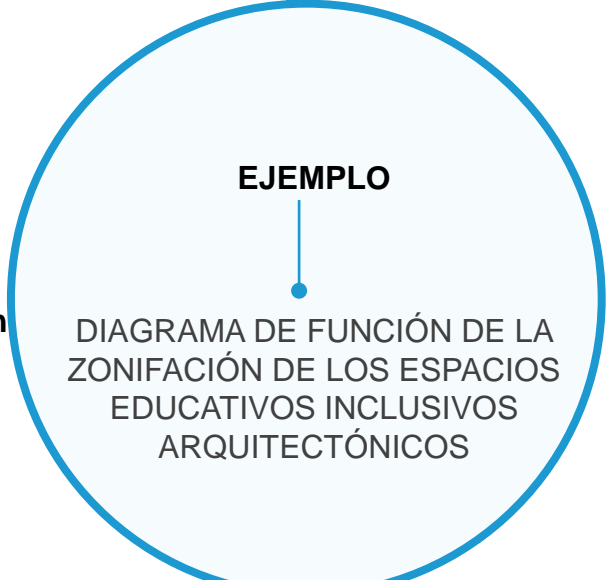 EJEMPLO
n
DIAGRAMA DE FUNCIÓN DE LA
ZONIFACIÓN DE LOS ESPACIOS
EDUCATIVOS INCLUSIVOS
ARQUITECTÓNICOS